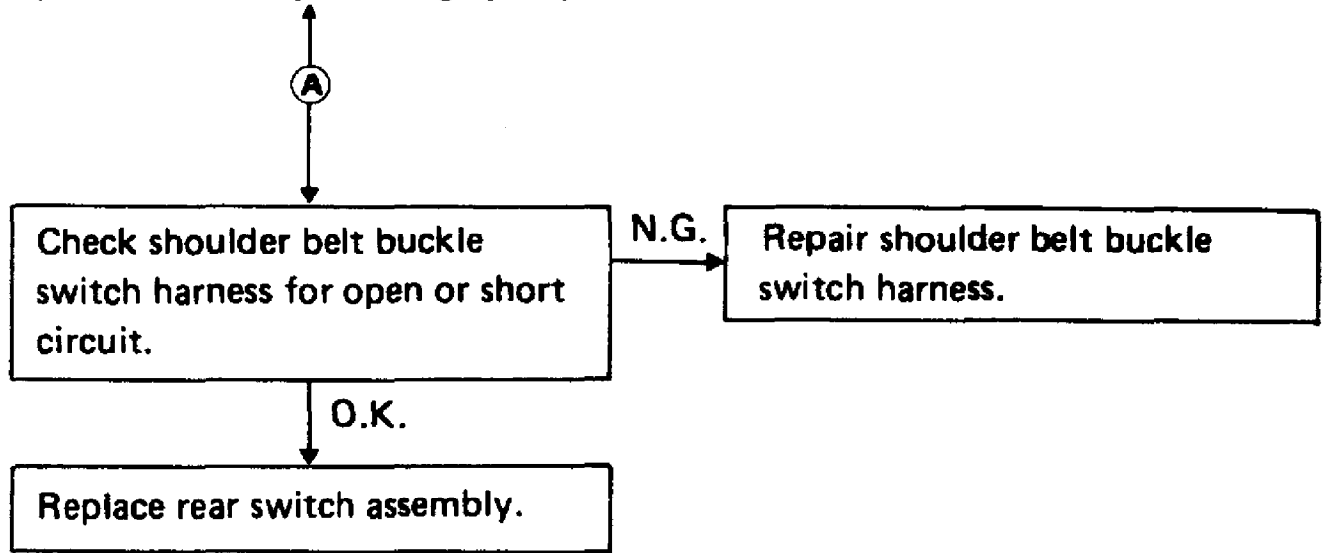 A
Check shoulder belt buckle
switch harness for open or short
circuit.
N.G.
Repair shoulder belt buckle
switch harness.
O.K.
Replace rear switch assembly.